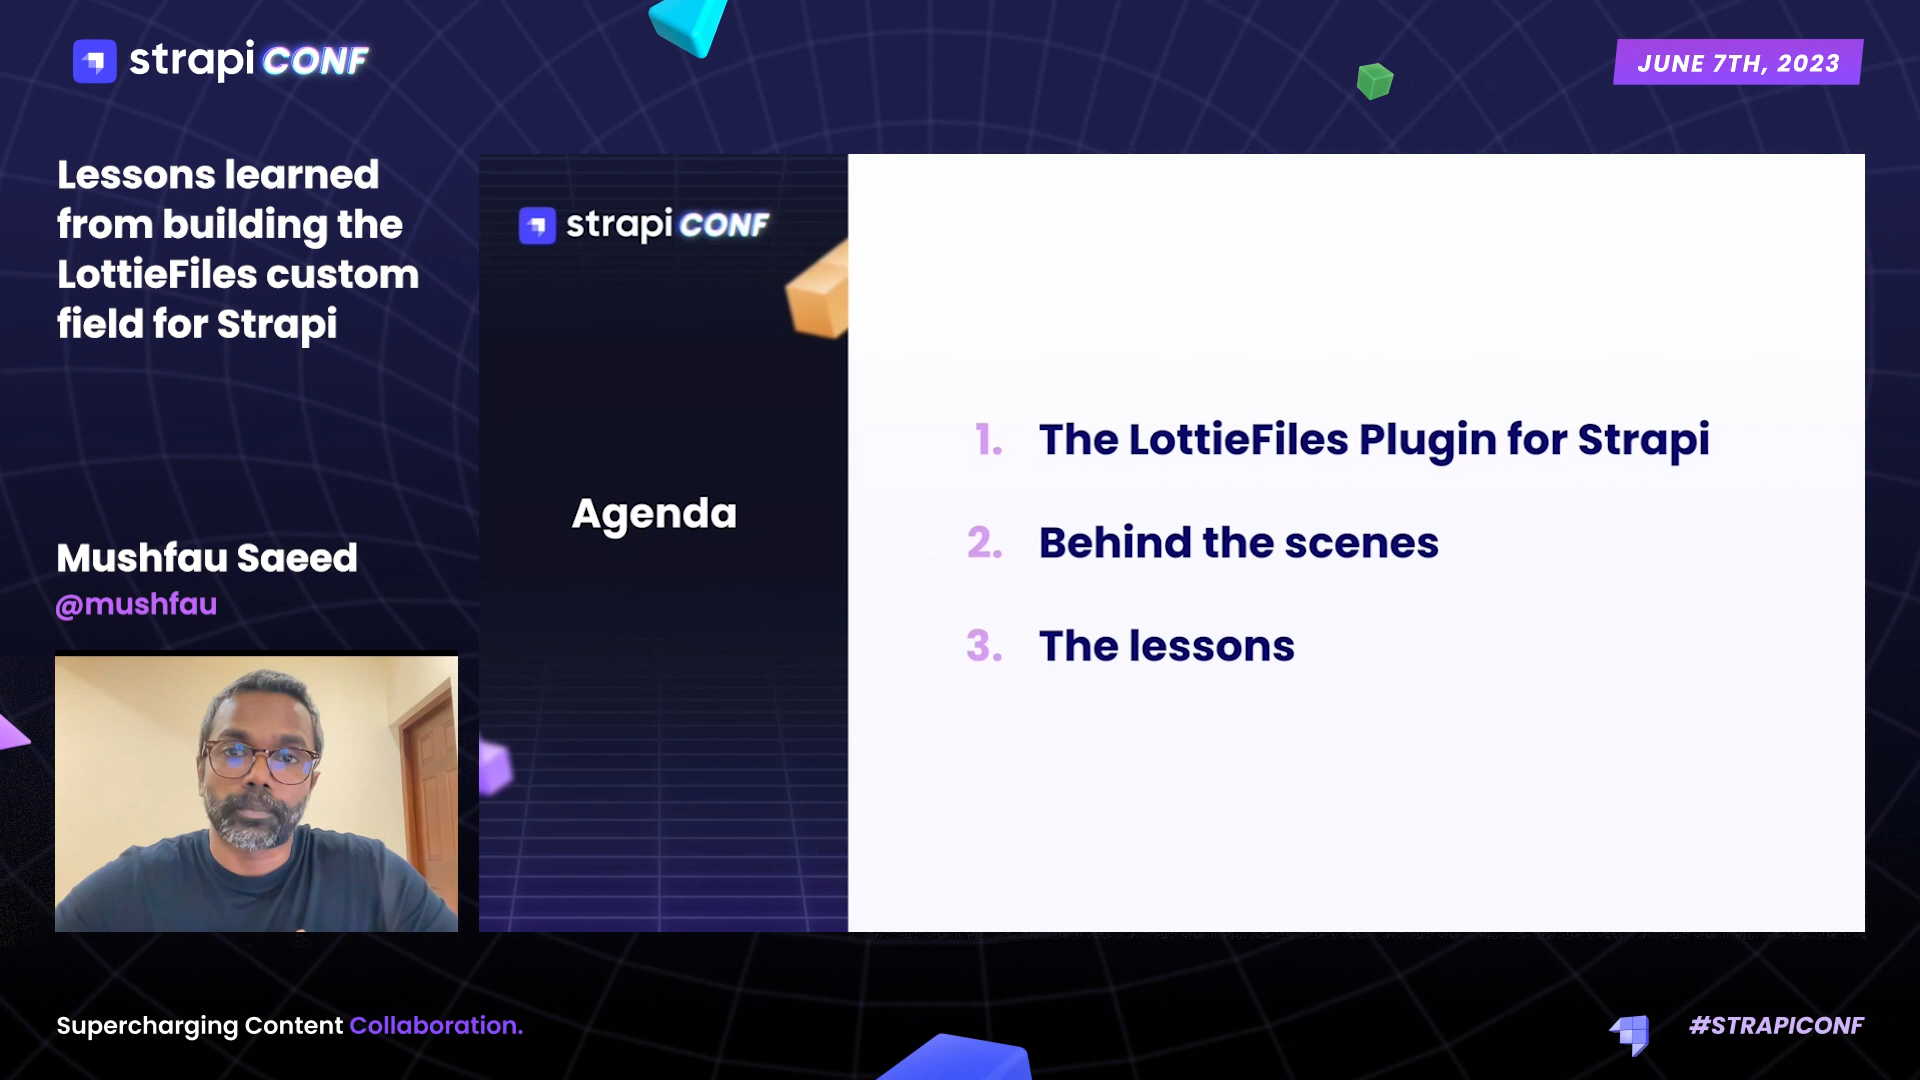 strapi CONF
JUNE 7TH, 2023
Lessons learned
from building the
LottieFiles custom
field for Strapi
Mushfau Saeed
@mushfau
strapi CONF
Agenda
1. The LottieFiles Plugin for Strapi
2. Behind the scenes
3. The lessons
Supercharging Content Collaboration.
#STRAPICONF